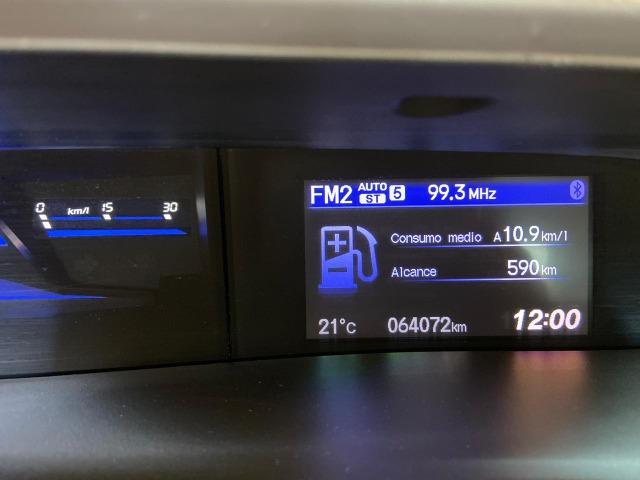 0 km/l 15 30
FM2 AUTO ST 5 99.3 MHz
Consumo medio A 10.9 km/l
Alcance 590 km
21°C 064072 km 12:00